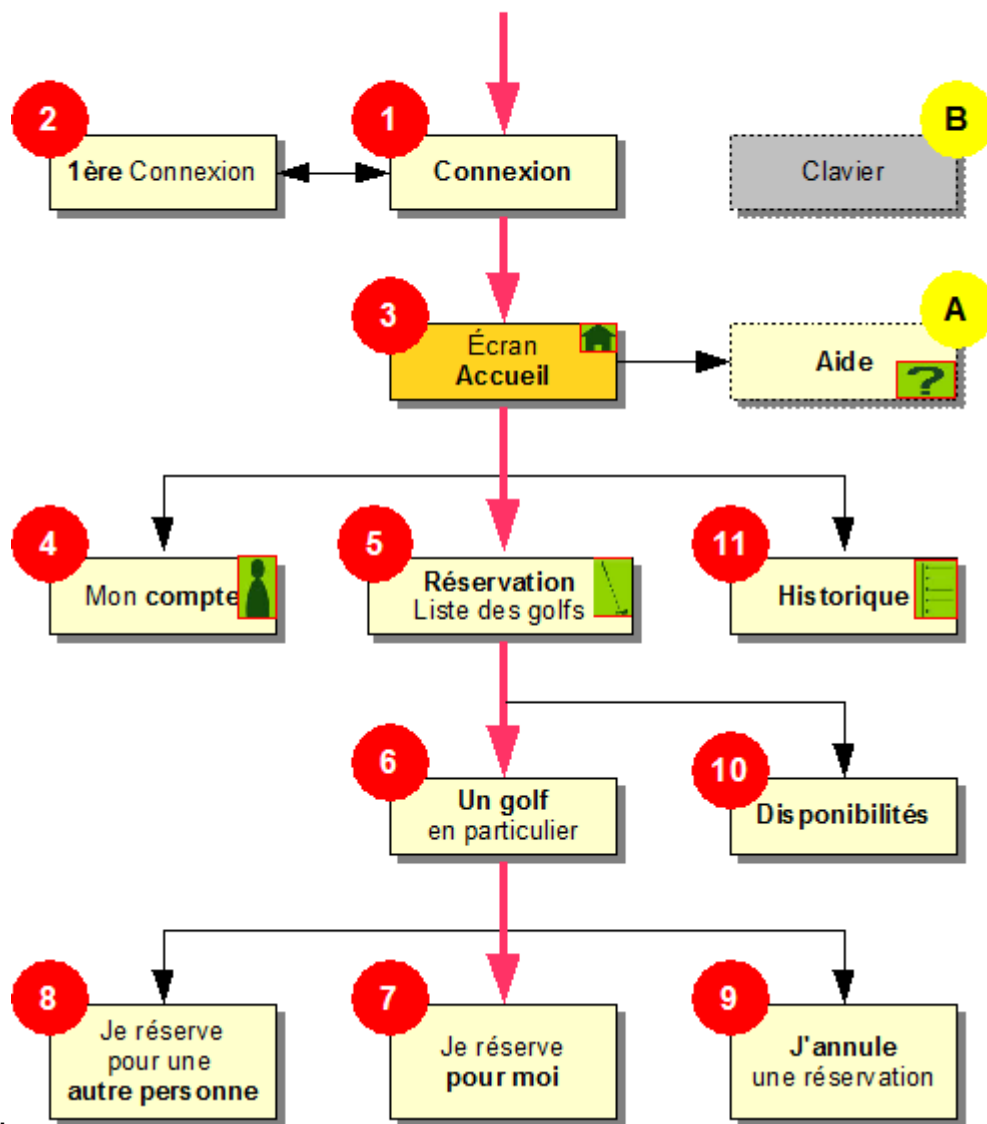 2
1
B
1ère Connexion
Connexion
Clavier
3
A
Écran
Accueil
Aide
?
4
5
11
Mon compte
Réservation
Liste des golfs
Historique
6
10
Un golf
en particulier
Disponibilités
8
7
9
Je réserve
pour une
autre personne
Je réserve
pour moi
J'annule
une réservation